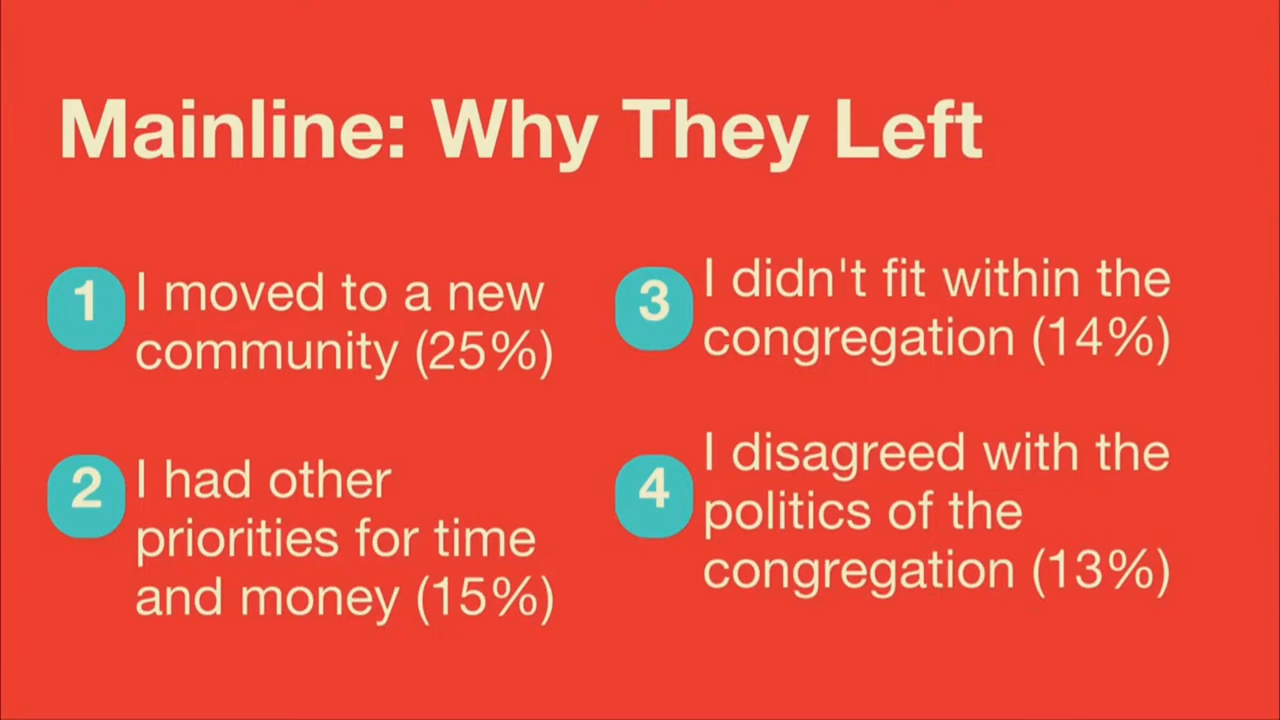 Mainline: Why They Left
1
I moved to a new
community (25%)
2
I had other
priorities for time
and money (15%)
3
I didn't fit within the
congregation (14%)
4
I disagreed with the
politics of the
congregation (13%)